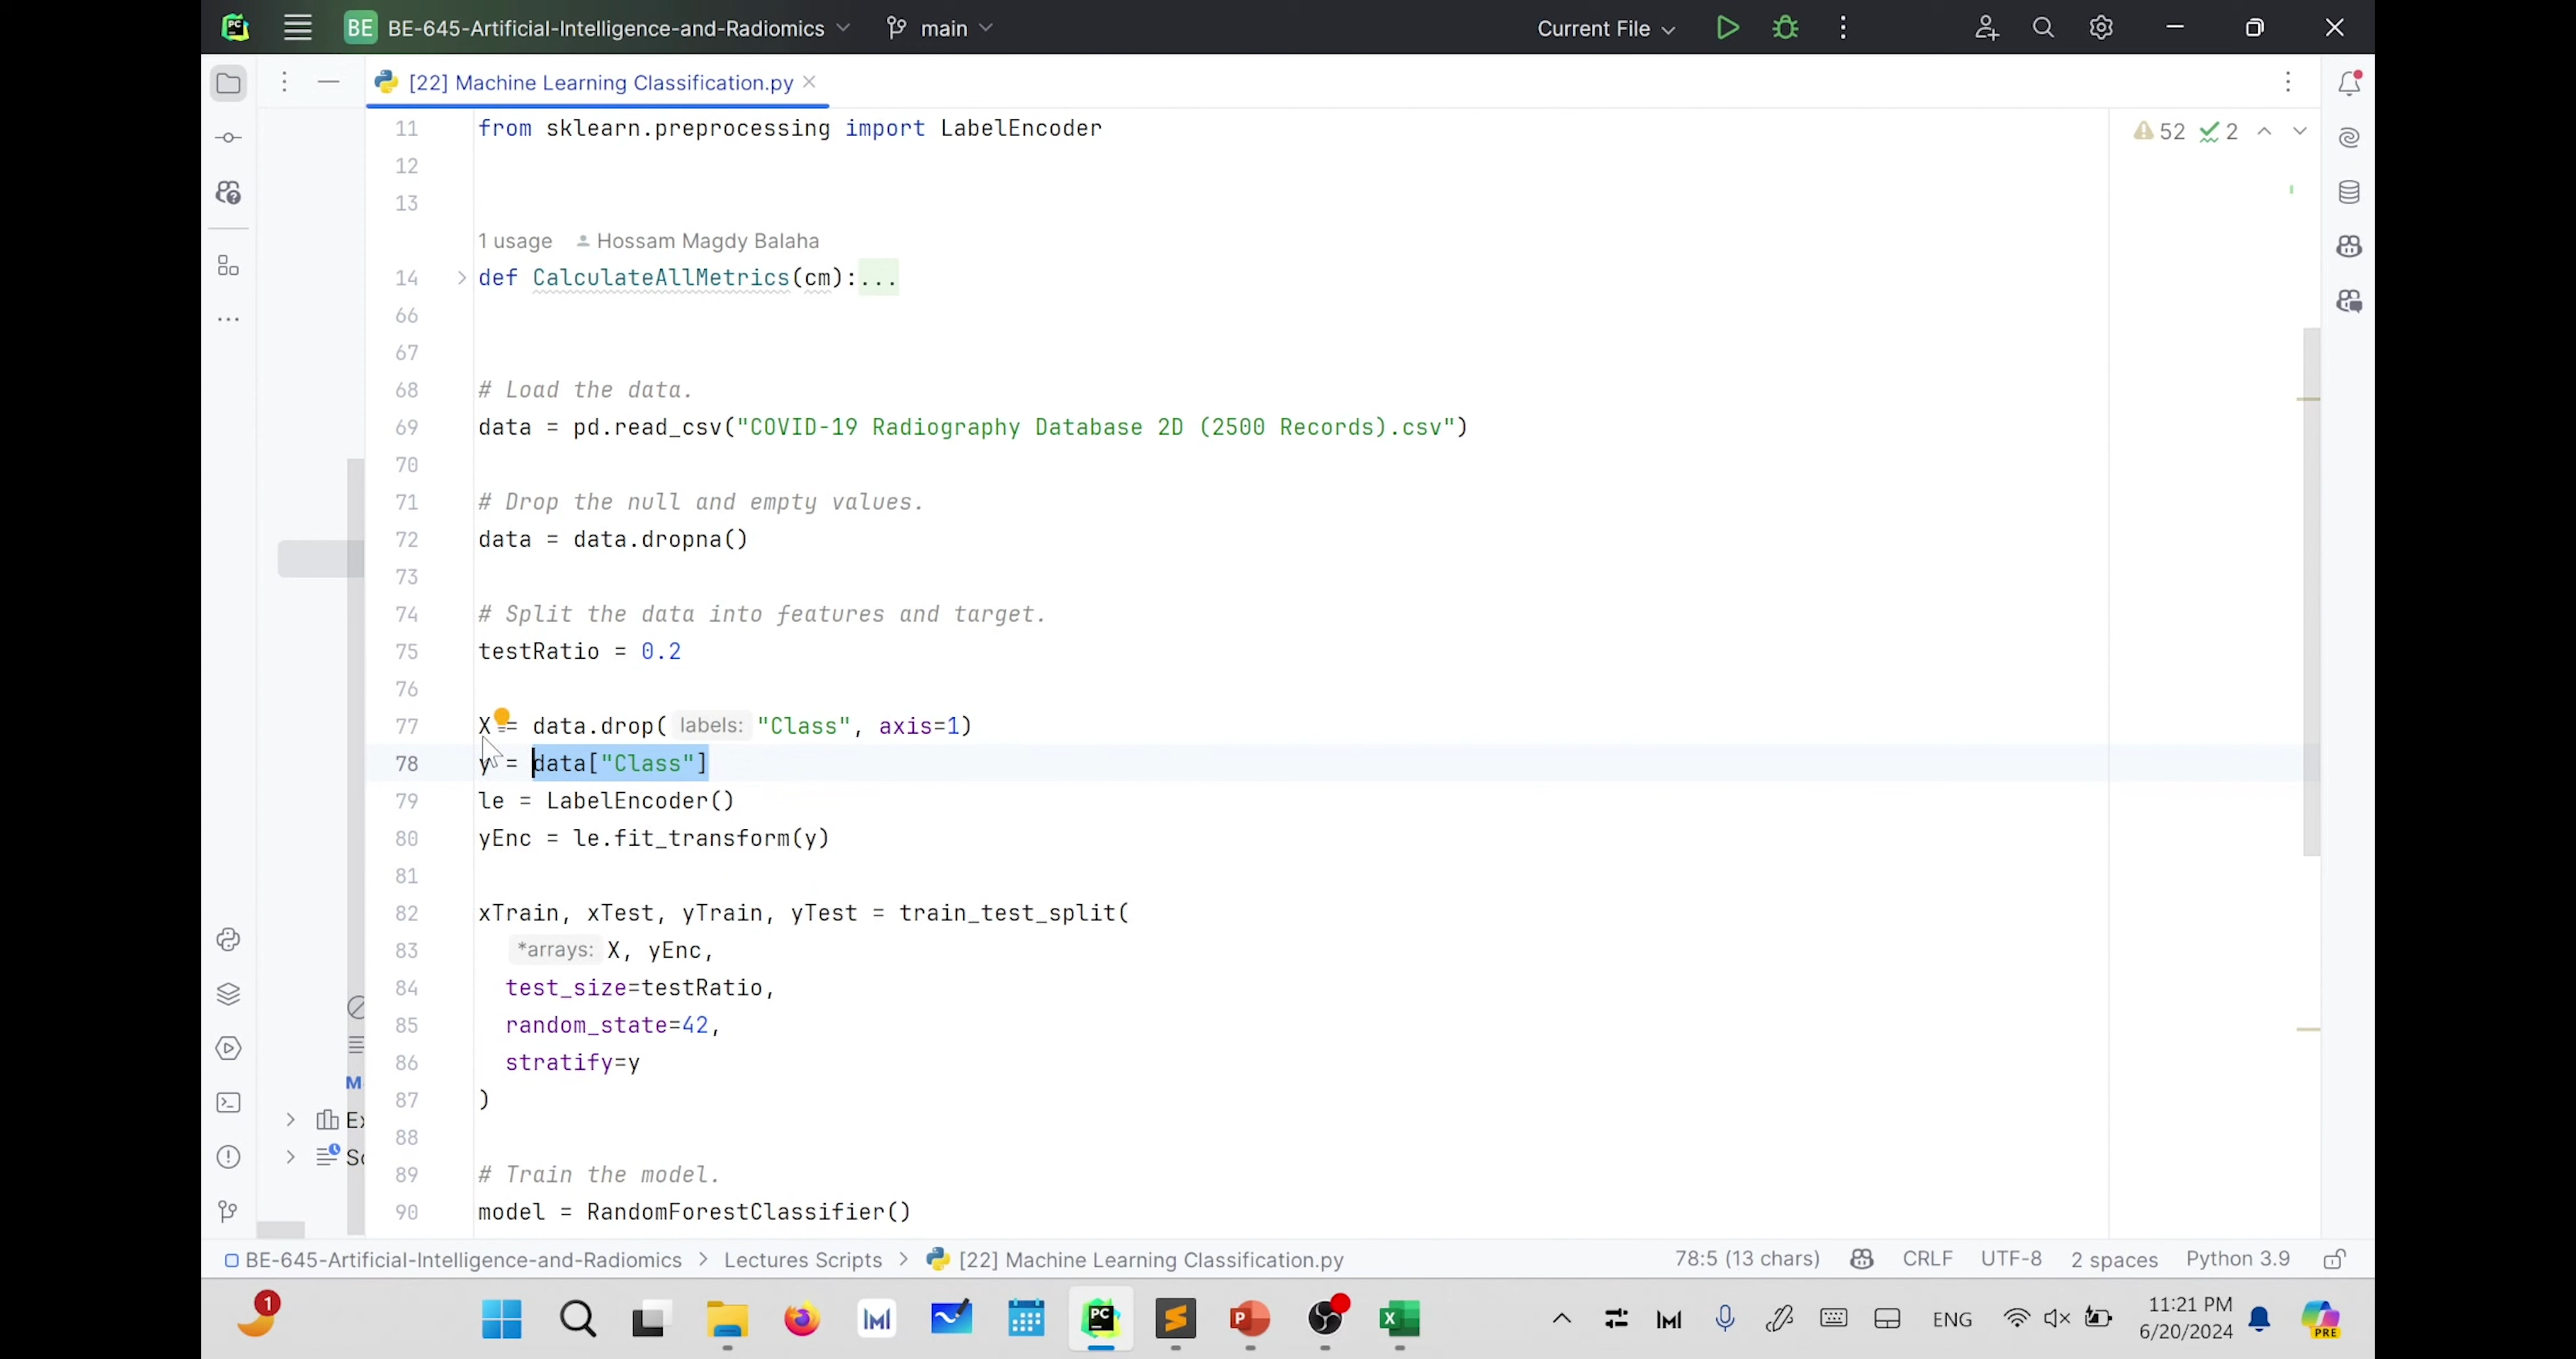 BE BE-645-Artificial-Intelligence-and-Radiomics main Current File
[22] Machine Learning Classification.py
11 from sklearn.preprocessing import LabelEncoder
52 2
12
13
1 usage Hossam Magdy Balaha
14 def CalculateAllMetrics(cm):...
66
67
68 # Load the data.
69 data = pd.read_csv("COVID-19 Radiography Database 2D (2500 Records).csv")
70
71 # Drop the null and empty values.
72 data = data.dropna()
73
74 # Split the data into features and target.
75 testRatio = 0.2
76
77 X = data.drop( labels: "Class", axis=1)
78 y = data["Class"]
79 le = LabelEncoder()
80 yEnc = le.fit_transform(y)
81
82 xTrain, xTest, yTrain, yTest = train_test_split(
83 *arrays: X, yEnc,
84 test_size=testRatio,
85 random_state=42,
86 stratify=y
87 )
88
89 # Train the model.
90 model = RandomForestClassifier()
BE-645-Artificial-Intelligence-and-Radiomics > Lectures Scripts > [22] Machine Learning Classification.py 78:5 (13 chars) CRLF UTF-8 2 spaces Python 3.9
1 ENG 11:21 PM
6/20/2024
PRE